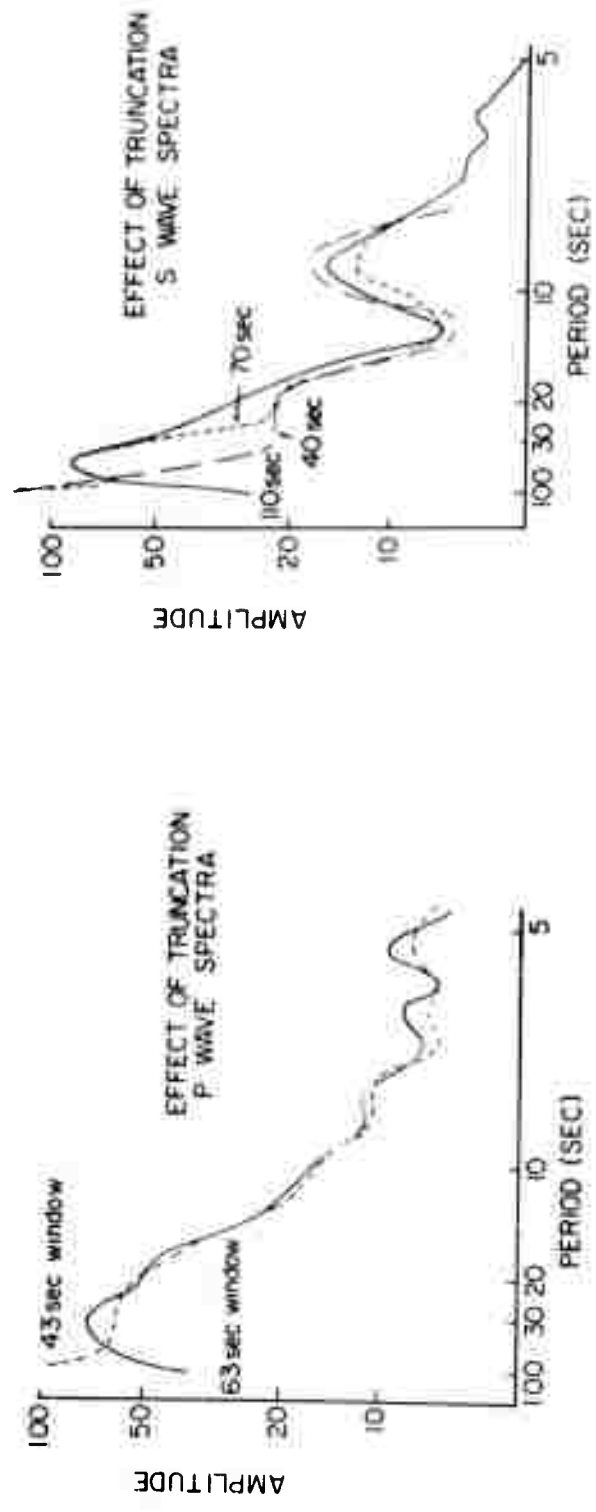 EFFECT OF TRUNCATION
P WAVE SPECTRA
43 sec window
63 sec window
AMPLITUDE
100
50
20
10
100 30 20 10 5
PERIOD (SEC)
EFFECT OF TRUNCATION
S WAVE SPECTRA
70 sec
40 sec
110 sec
AMPLITUDE
100
50
20
10
100 30 20 10 5
PERIOD (SEC)